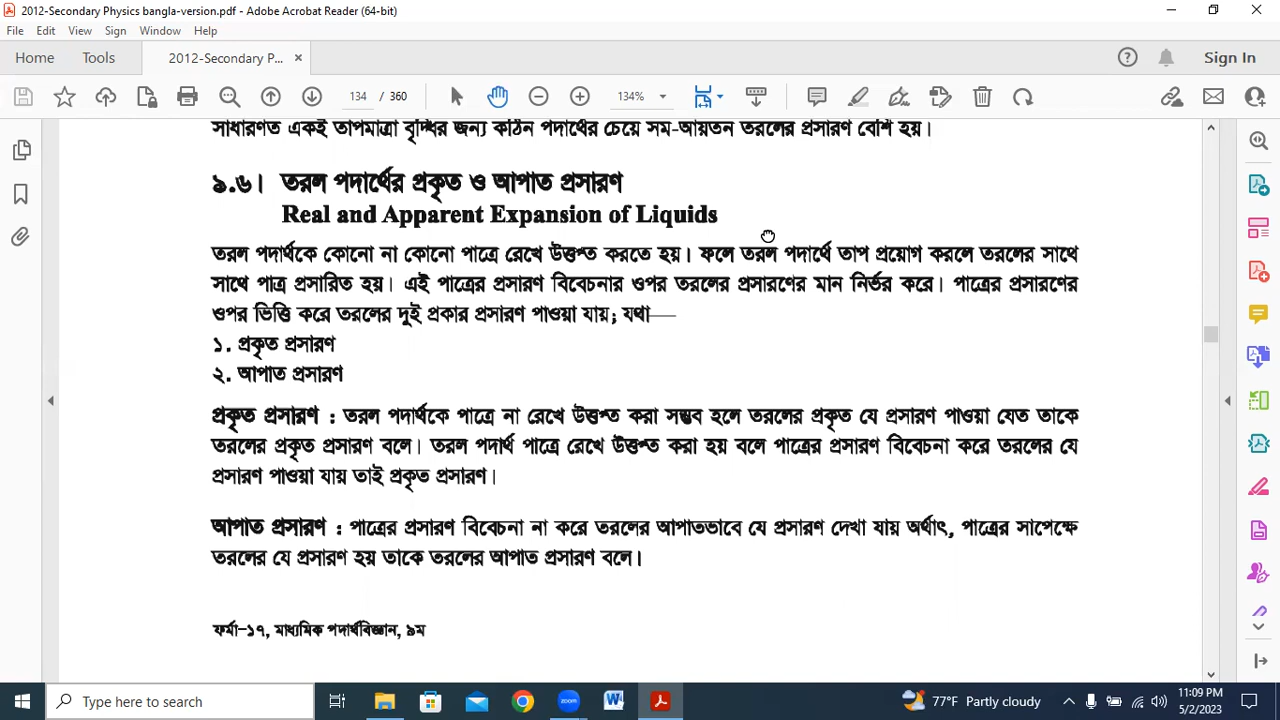 2012-Secondary Physics bangla-version.pdf - Adobe Acrobat Reader (64-bit)
File Edit View Sign Window Help
Home Tools 2012-Secondary P... × Sign In
134 / 360 134%
সাধারণত একই তাপমাত্রা বৃদ্ধির জন্য কঠিন পদার্থের চেয়ে সম-আয়তন তরলের প্রসারণ বেশি হয়।
৯.৬। তরল পদার্থের প্রকৃত ও আপাত প্রসারণ
Real and Apparent Expansion of Liquids
তরল পদার্থকে কোনো না কোনো পাত্রে রেখে উত্তপ্ত করতে হয়। ফলে তরল পদার্থে তাপ প্রয়োগ করলে তরলের সাথে
সাথে পাত্র প্রসারিত হয়। এই পাত্রের প্রসারণ বিবেচনার ওপর তরলের প্রসারণের মান নির্ভর করে। পাত্রের প্রসারণের
ওপর ভিত্তি করে তরলের দুই প্রকার প্রসারণ পাওয়া যায়; যথা—
১. প্রকৃত প্রসারণ
২. আপাত প্রসারণ
প্রকৃত প্রসারণ : তরল পদার্থকে পাত্রে না রেখে উত্তপ্ত করা সম্ভব হলে তরলের প্রকৃত যে প্রসারণ পাওয়া যেত তাকে
তরলের প্রকৃত প্রসারণ বলে। তরল পদার্থ পাত্রে রেখে উত্তপ্ত করা হয় বলে পাত্রের প্রসারণ বিবেচনা করে তরলের যে
প্রসারণ পাওয়া যায় তাই প্রকৃত প্রসারণ।
আপাত প্রসারণ : পাত্রের প্রসারণ বিবেচনা না করে তরলের আপাতভাবে যে প্রসারণ দেখা যায় অর্থাৎ, পাত্রের সাপেক্ষে
তরলের যে প্রসারণ হয় তাকে তরলের আপাত প্রসারণ বলে।
ফর্মা-১৭, মাধ্যমিক পদার্থবিজ্ঞান, ৯ম
Type here to search
zoom
77°F Partly cloudy
11:09 PM
5/2/2023